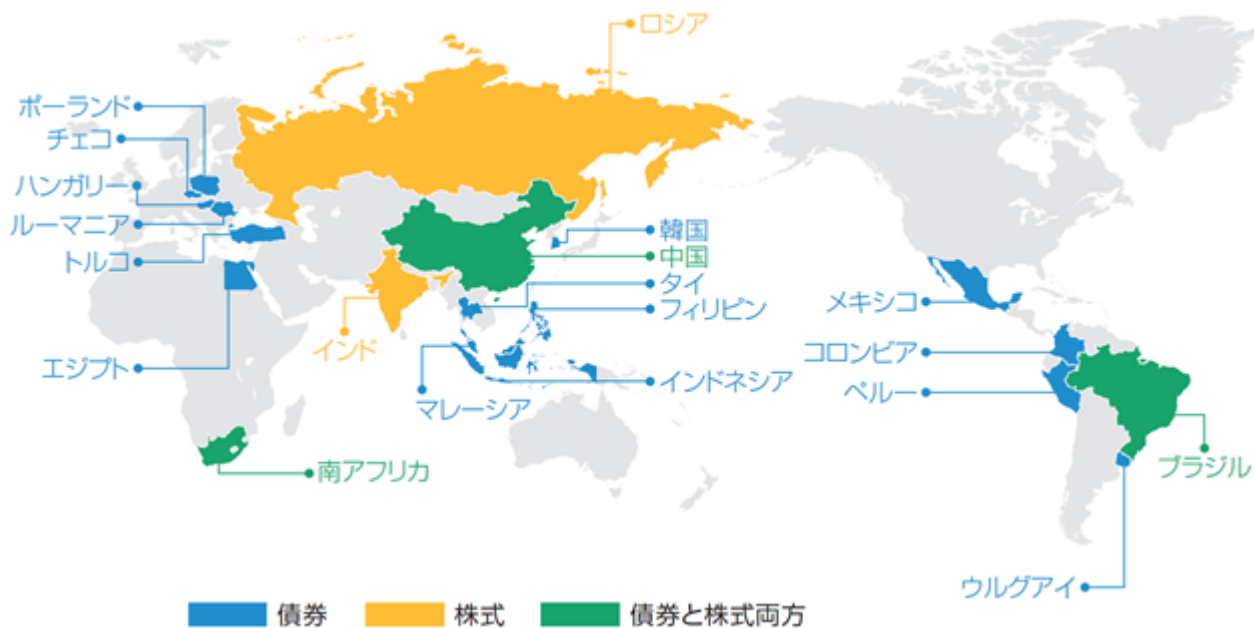 ロシア
ポーランド
チェコ
ハンガリー
ルーマニア
トルコ
韓国
中国
タイ
フィリピン
メキシコ
インド
コロンビア
エジプト
インドネシア
ペルー
マレーシア
南アフリカ
ブラジル
ウルグアイ
債券 株式 債券と株式両方